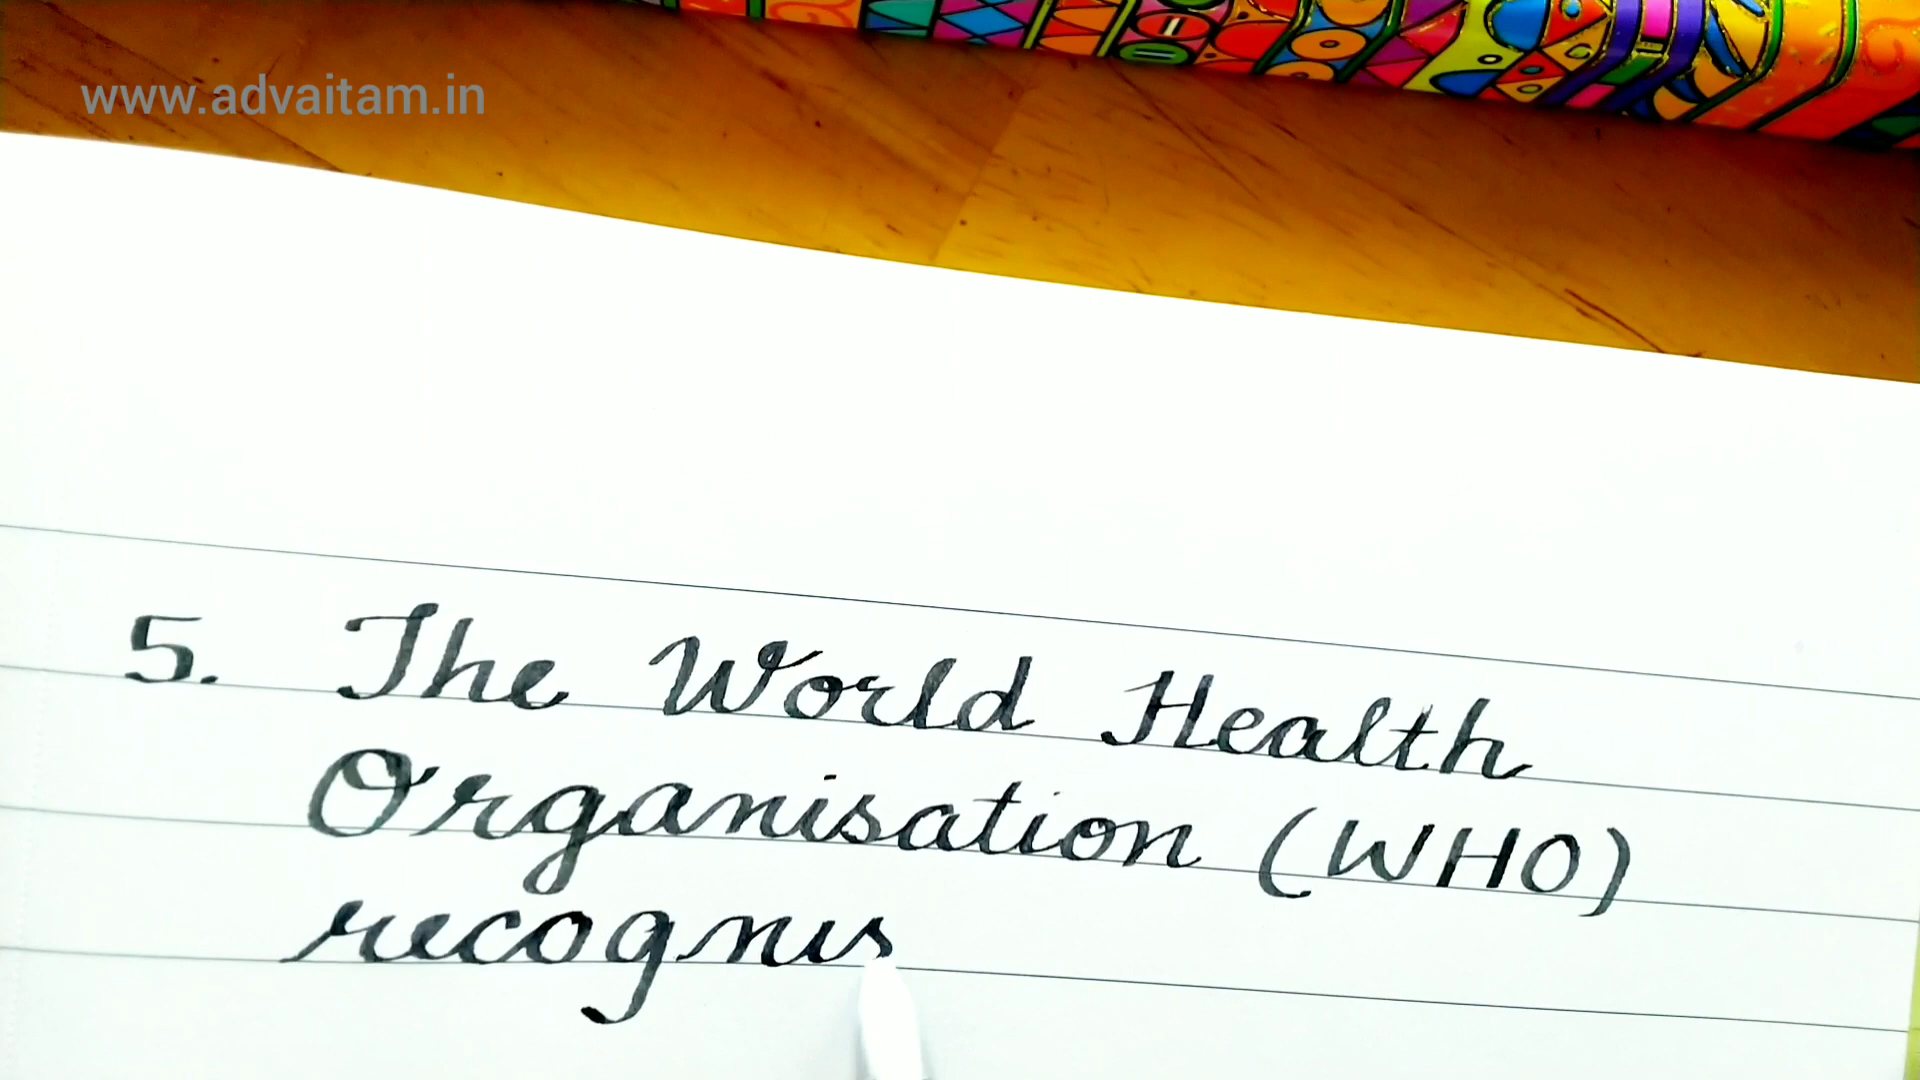 www.advaitam.in
5. The World Health
Organisation (WHO)
recognis